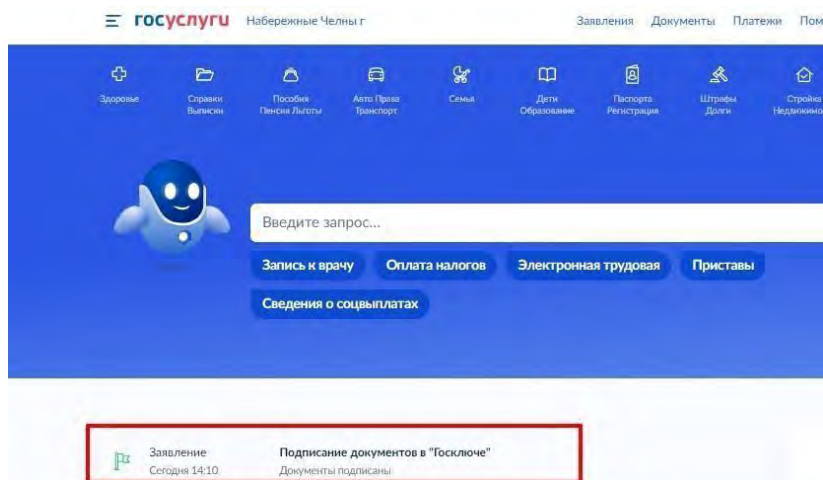 госуслуги Набережные Челны г Заявления Документы Платежи Пом
Здоровье Справки Пособия Авто Права Семья Дети Паспорта Штрафы Стройка
Выписки Пенсия Льготы Транспорт Образование Регистрация Долги Недвижимо
Введите запрос...
Запись к врачу Оплата налогов Электронная трудовая Приставы
Сведения о соцвыплатах
Заявление Подписание документов в "Госключе"
Сегодня 14:10 Документы подписаны